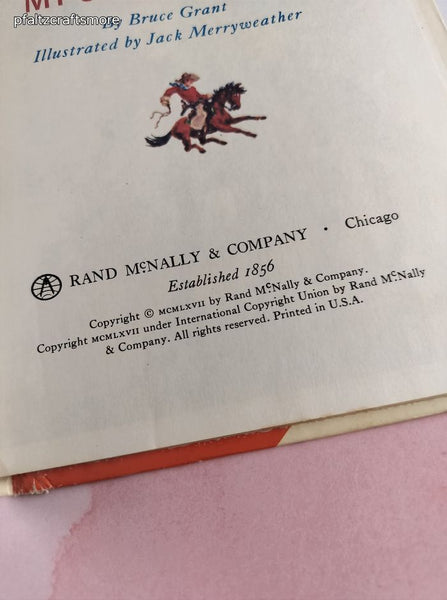 pfaltzcraftsmore
By Bruce Grant
Illustrated by Jack Merryweather
RAND McNALLY & COMPANY · Chicago
Established 1856
Copyright © MCMLXVII by Rand McNally & Company.
Copyright MCMLXVII under International Copyright Union by Rand McNally
& Company. All rights reserved. Printed in U.S.A.